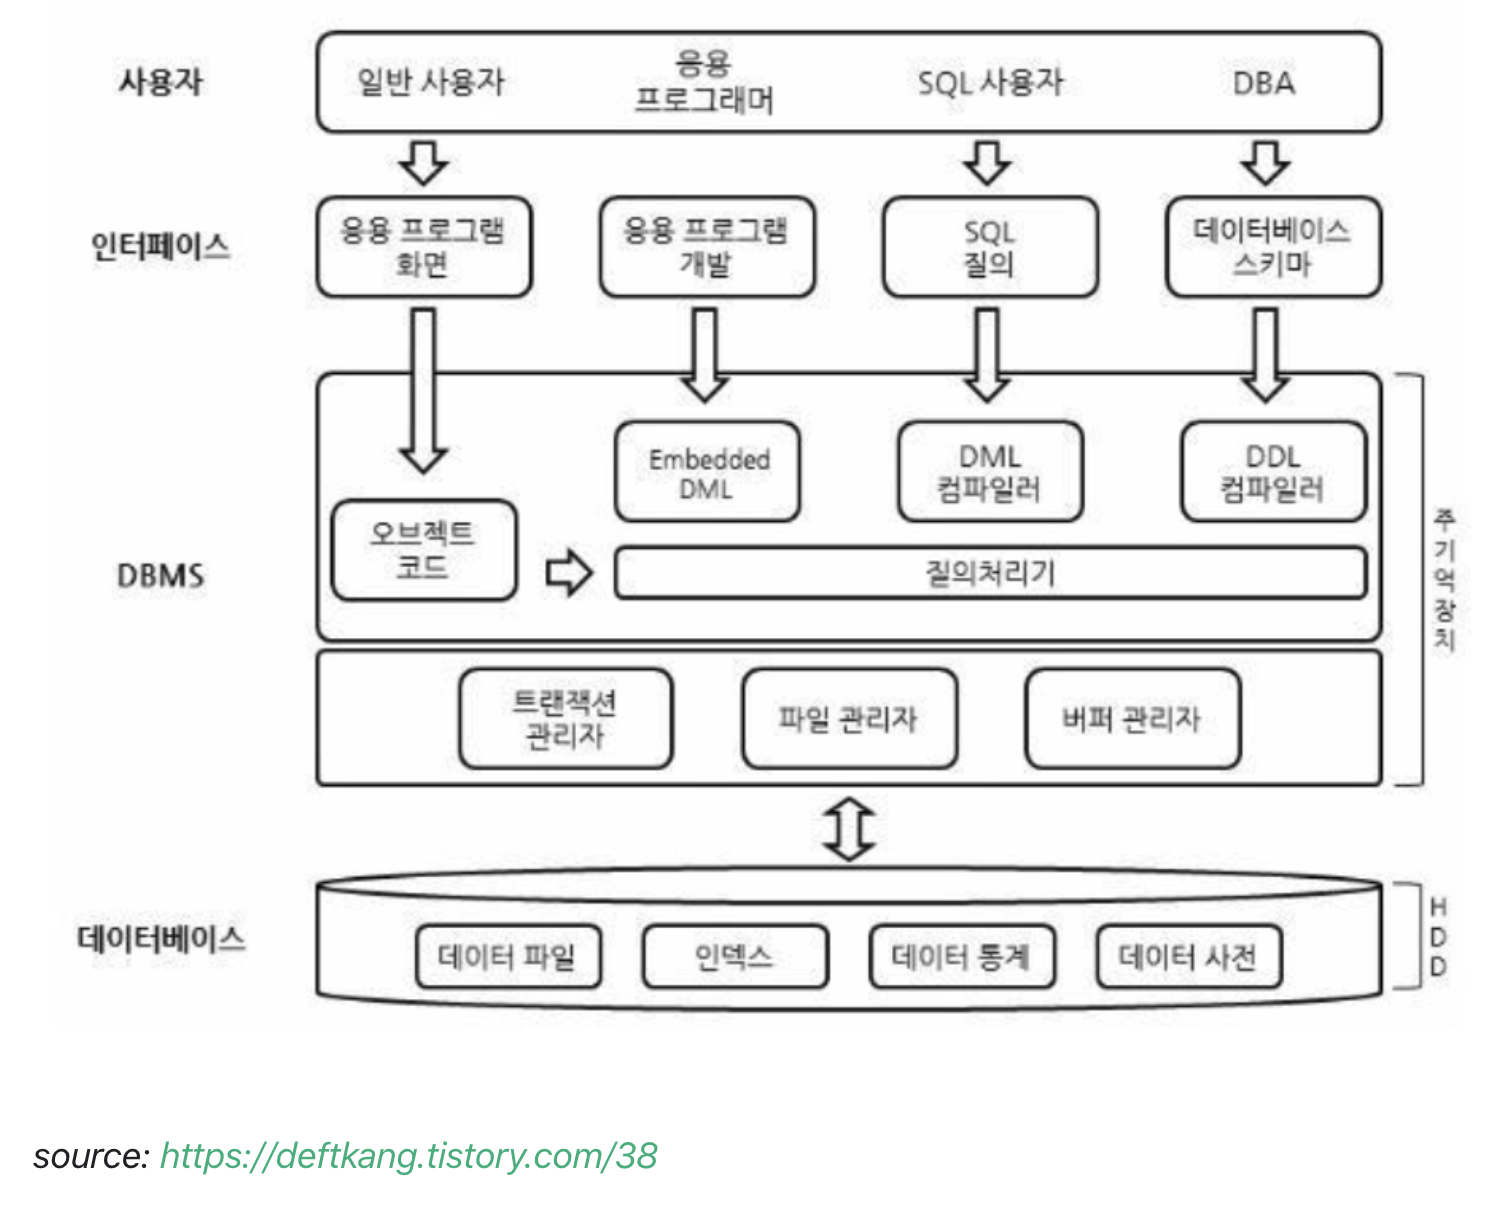 사용자
일반 사용자
응용
프로그래머
SQL 사용자
DBA
인터페이스
응용 프로그램
화면
응용 프로그램
개발
SQL
질의
데이터베이스
스키마
DBMS
오브젝트
코드
Embedded
DML
DML
컴파일러
DDL
컴파일러
질의처리기
트랜잭션
관리자
파일 관리자
버퍼 관리자
주기억장치
데이터베이스
데이터 파일
인덱스
데이터 통계
데이터 사전
HDD
source: https://deftkang.tistory.com/38